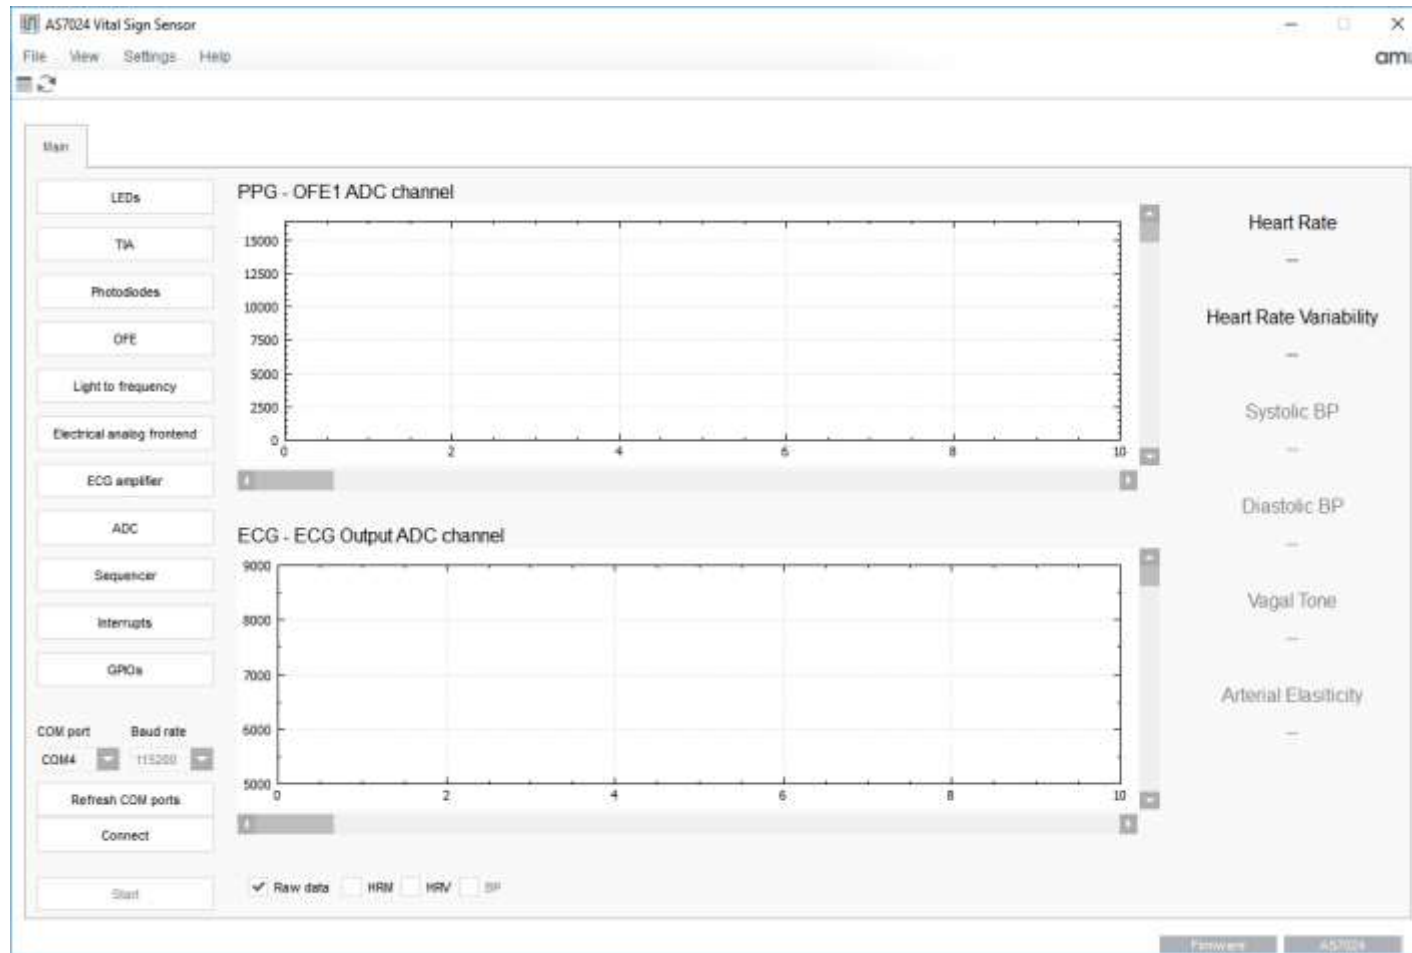 AS7024 Vital Sign Sensor
File View Settings Help
am
Main
LEDs
TIA
Photodiodes
OFE
Light to frequency
Electrical analog frontend
ECG amplifier
ADC
Sequencer
Interrupts
GPIOs
COM port Baud rate
COM4 115200
Refresh COM ports
Connect
Start
PPG - OFE1 ADC channel
15000
12500
10000
7500
5000
2500
0
0 2 4 6 8 10
ECG - ECG Output ADC channel
9000
8000
7000
6000
5000
0 2 4 6 8 10
Raw data HRM HRV BP
Heart Rate
--
Heart Rate Variability
--
Systolic BP
--
Diastolic BP
--
Vagal Tone
--
Arterial Elasiticity
--
Firmware AS7024